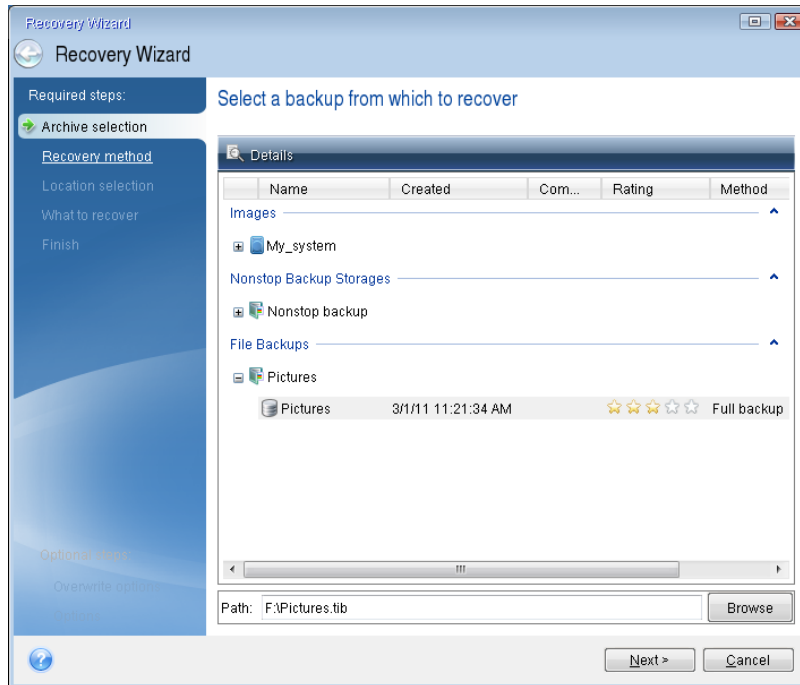 Recovery Wizard
Recovery Wizard
Required steps:
Archive selection
Recovery method
Location selection
What to recover
Finish
Optional steps:
Overwrite options
Select a backup from which to recover
Details
Name Created Com... Rating Method
Images
My_system
Nonstop Backup Storages
Nonstop backup
File Backups
Pictures
Pictures 3/1/11 11:21:34 AM Full backup
Path: F:\Pictures.tib Browse
Next > Cancel